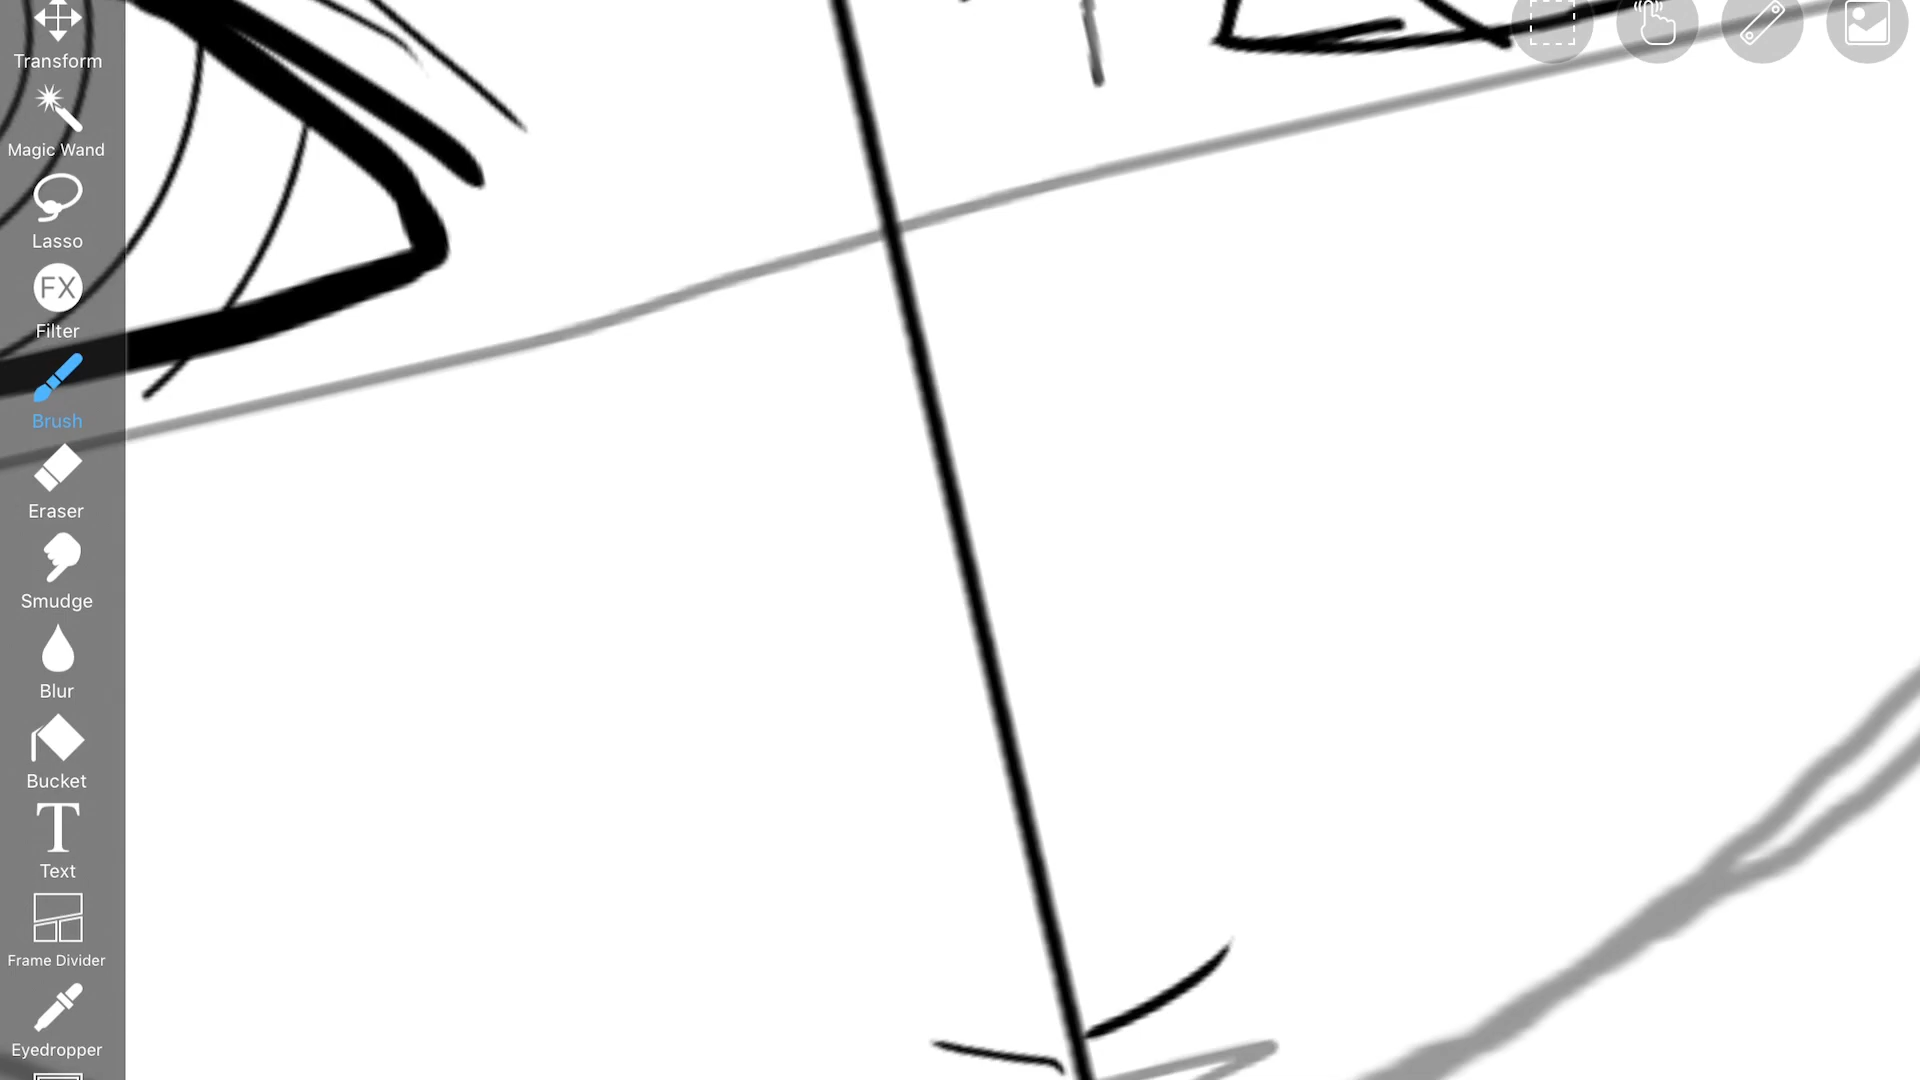 Transform
Magic Wand
Lasso
FX
Filter
Brush
Eraser
Smudge
Blur
Bucket
T
Text
Frame Divider
Eyedropper